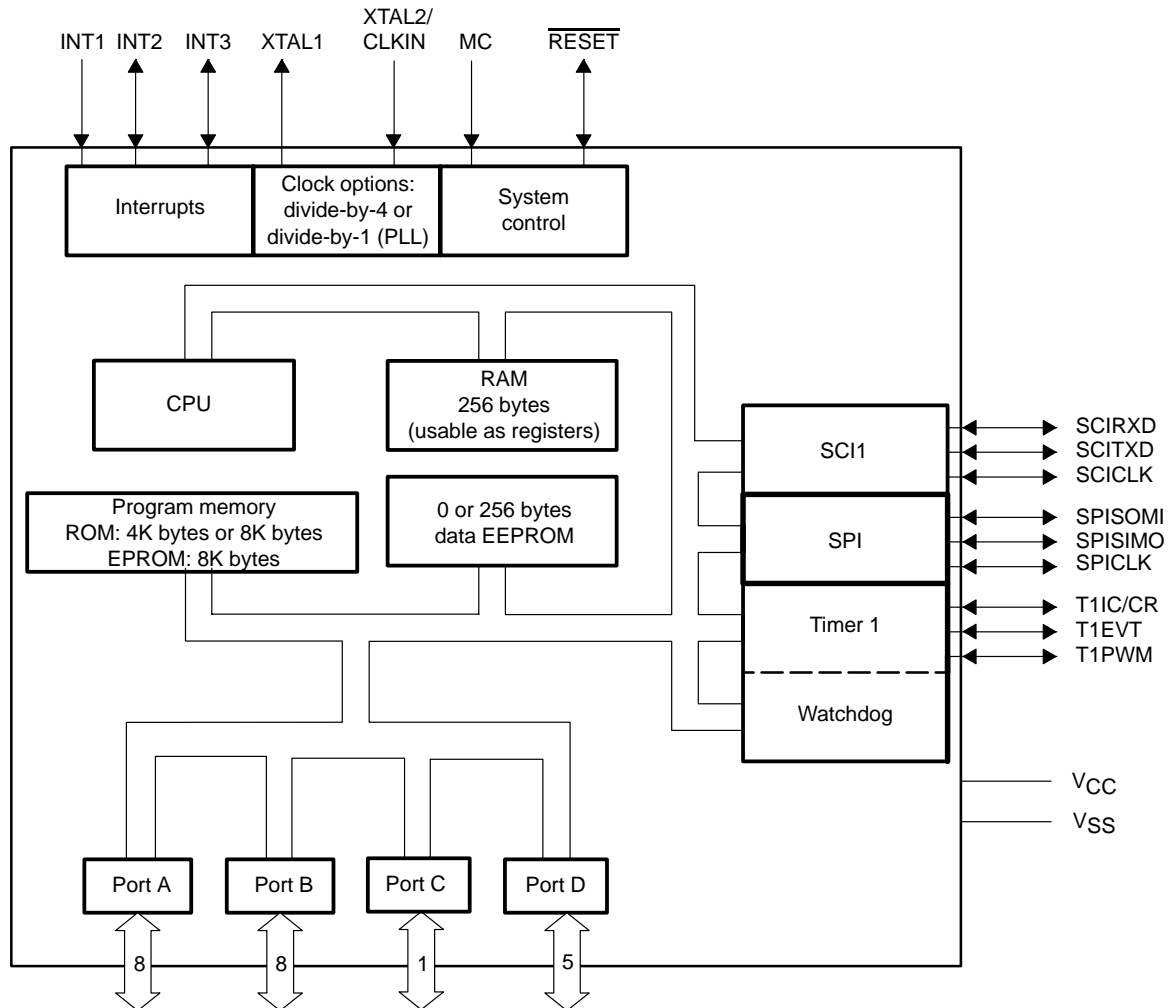 INT1 INT2 INT3 XTAL1 XTAL2/ CLKIN MC RESET
Interrupts
Clock options:
divide-by-4 or
divide-by-1 (PLL)
System
control
CPU
RAM
256 bytes
(usable as registers)
Program memory
ROM: 4K bytes or 8K bytes
EPROM: 8K bytes
0 or 256 bytes
data EEPROM
SCI1
SCIRXD
SCITXD
SCICLK
SPI
SPISOMI
SPISIMO
SPICLK
Timer 1
T1IC/CR
T1EVT
T1PWM
Watchdog
VCC
VSS
Port A
Port B
Port C
Port D
8
8
1
5